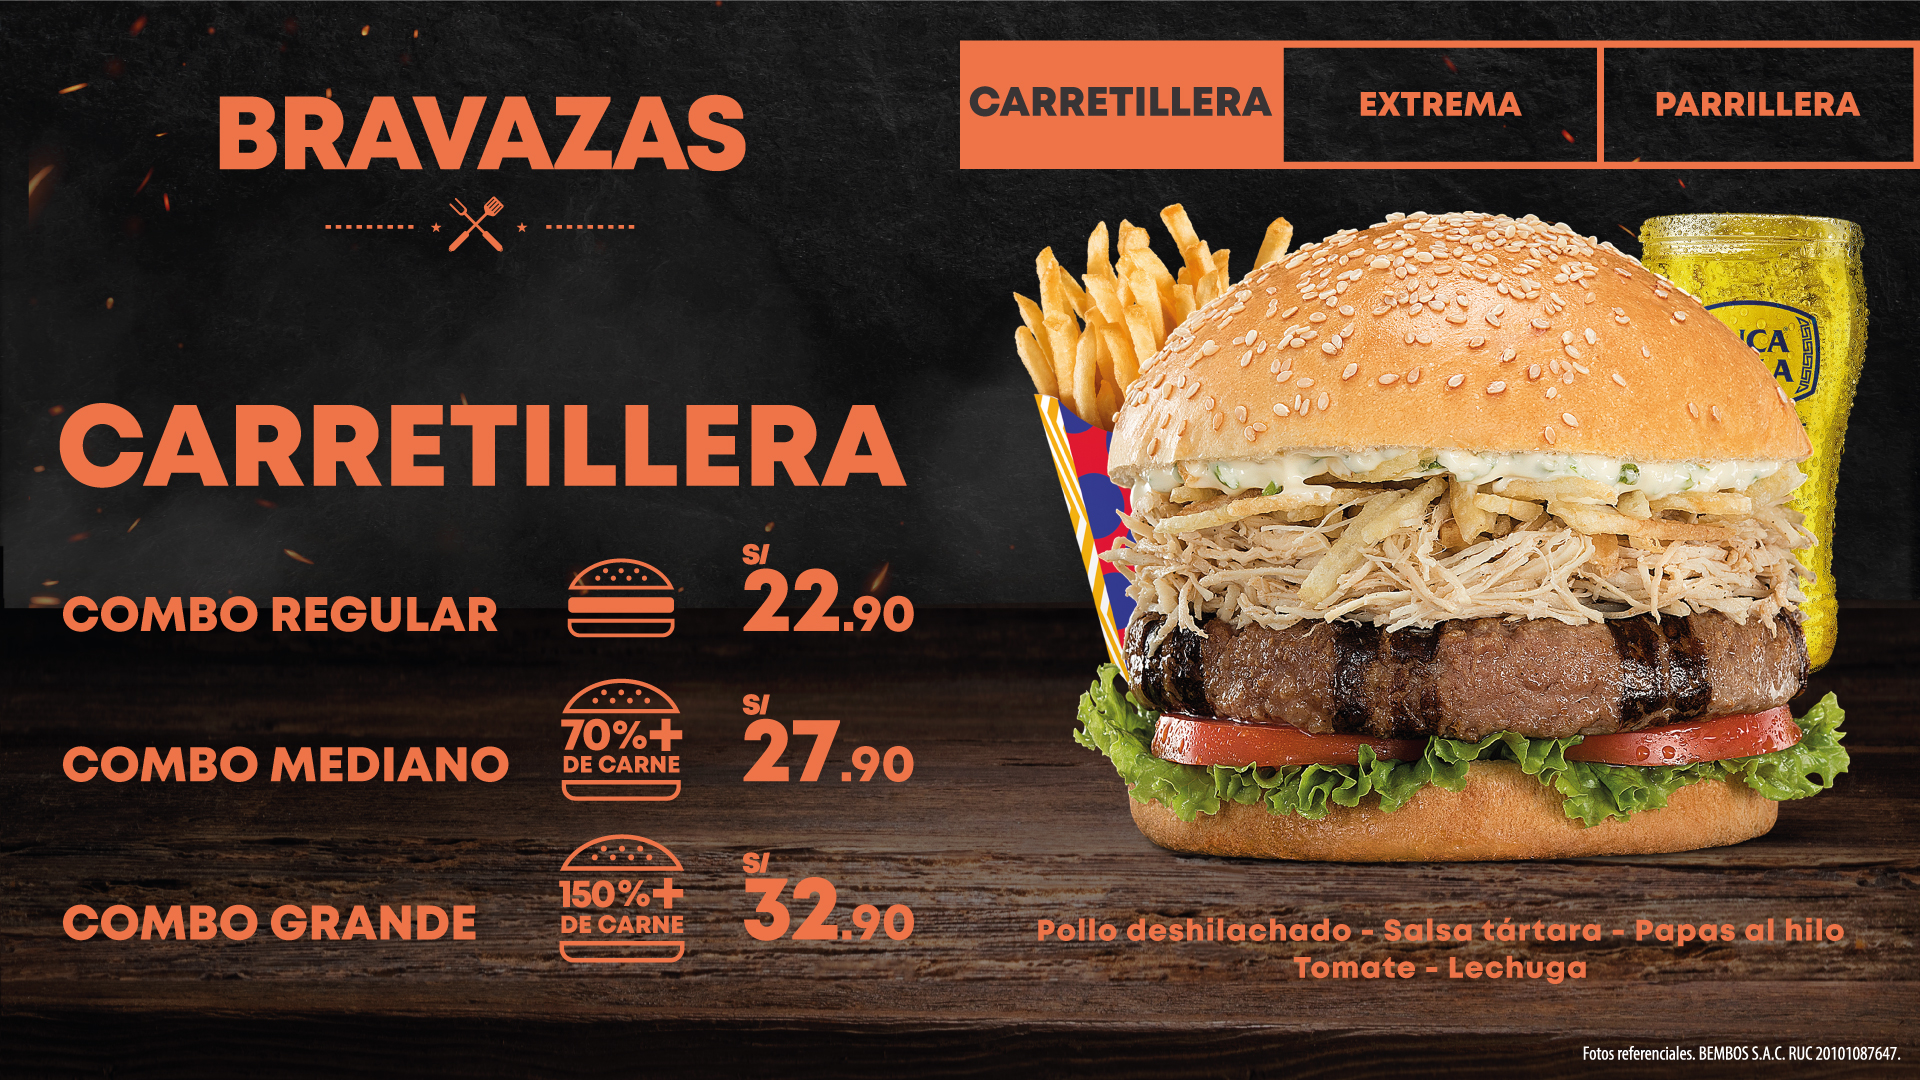 BRAVAZAS
CARRETILLERA
EXTREMA
PARRILLERA
CARRETILLERA
COMBO REGULAR
S/
22.90
COMBO MEDIANO
70%+
DE CARNE
S/
27.90
COMBO GRANDE
150%+
DE CARNE
S/
32.90
Pollo deshilachado - Salsa tártara - Papas al hilo
Tomate - Lechuga
Fotos referenciales. BEMBOS S.A.C. RUC 20101087647.